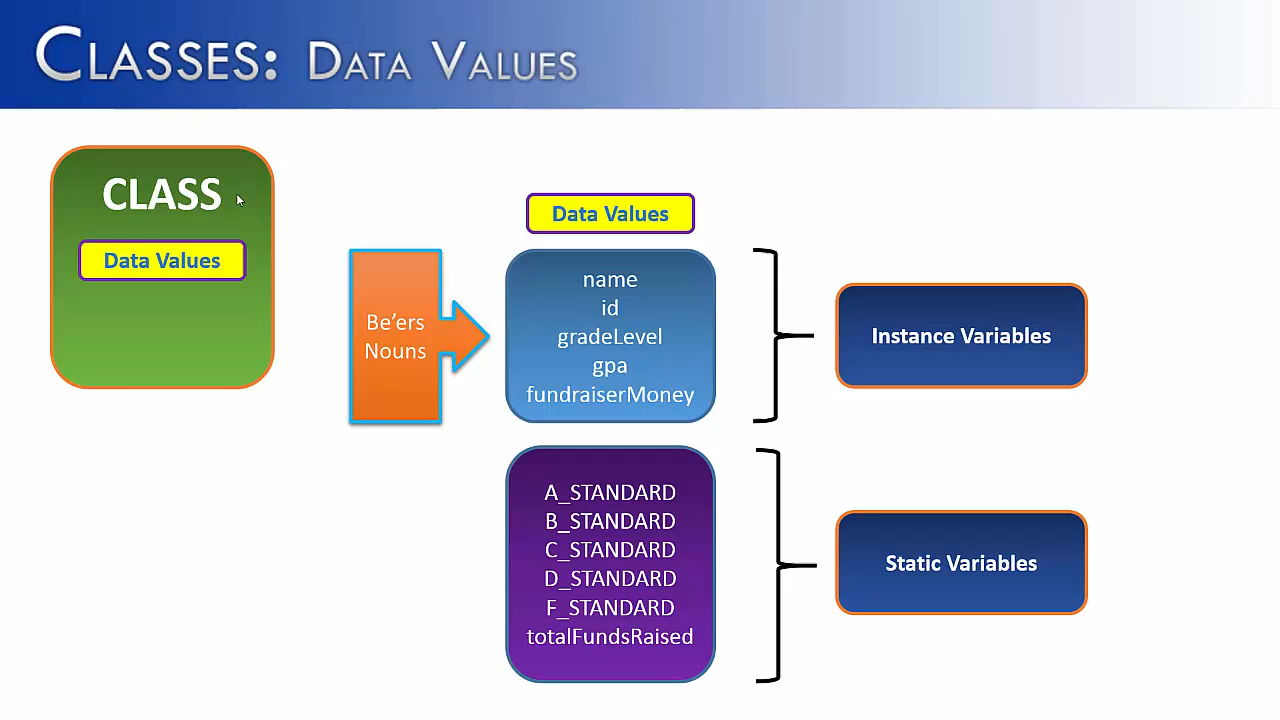 CLASSES: DATA VALUES
CLASS
Data Values
Be'ers
Nouns
Data Values
name
id
gradeLevel
gpa
fundraiserMoney
Instance Variables
A_STANDARD
B_STANDARD
C_STANDARD
D_STANDARD
F_STANDARD
totalFundsRaised
Static Variables